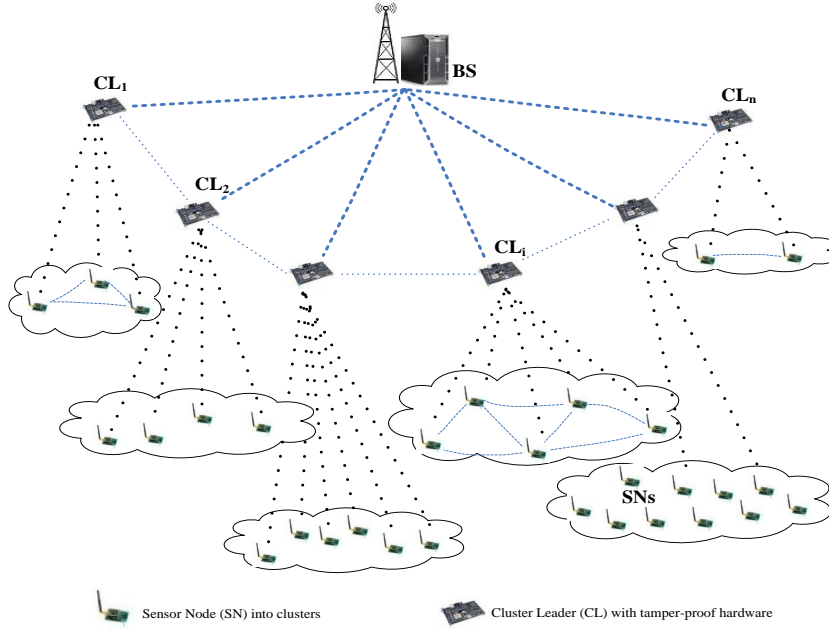 BS
CL1
CLn
CL2
CLi
SNs
Sensor Node (SN) into clusters
Cluster Leader (CL) with tamper-proof hardware